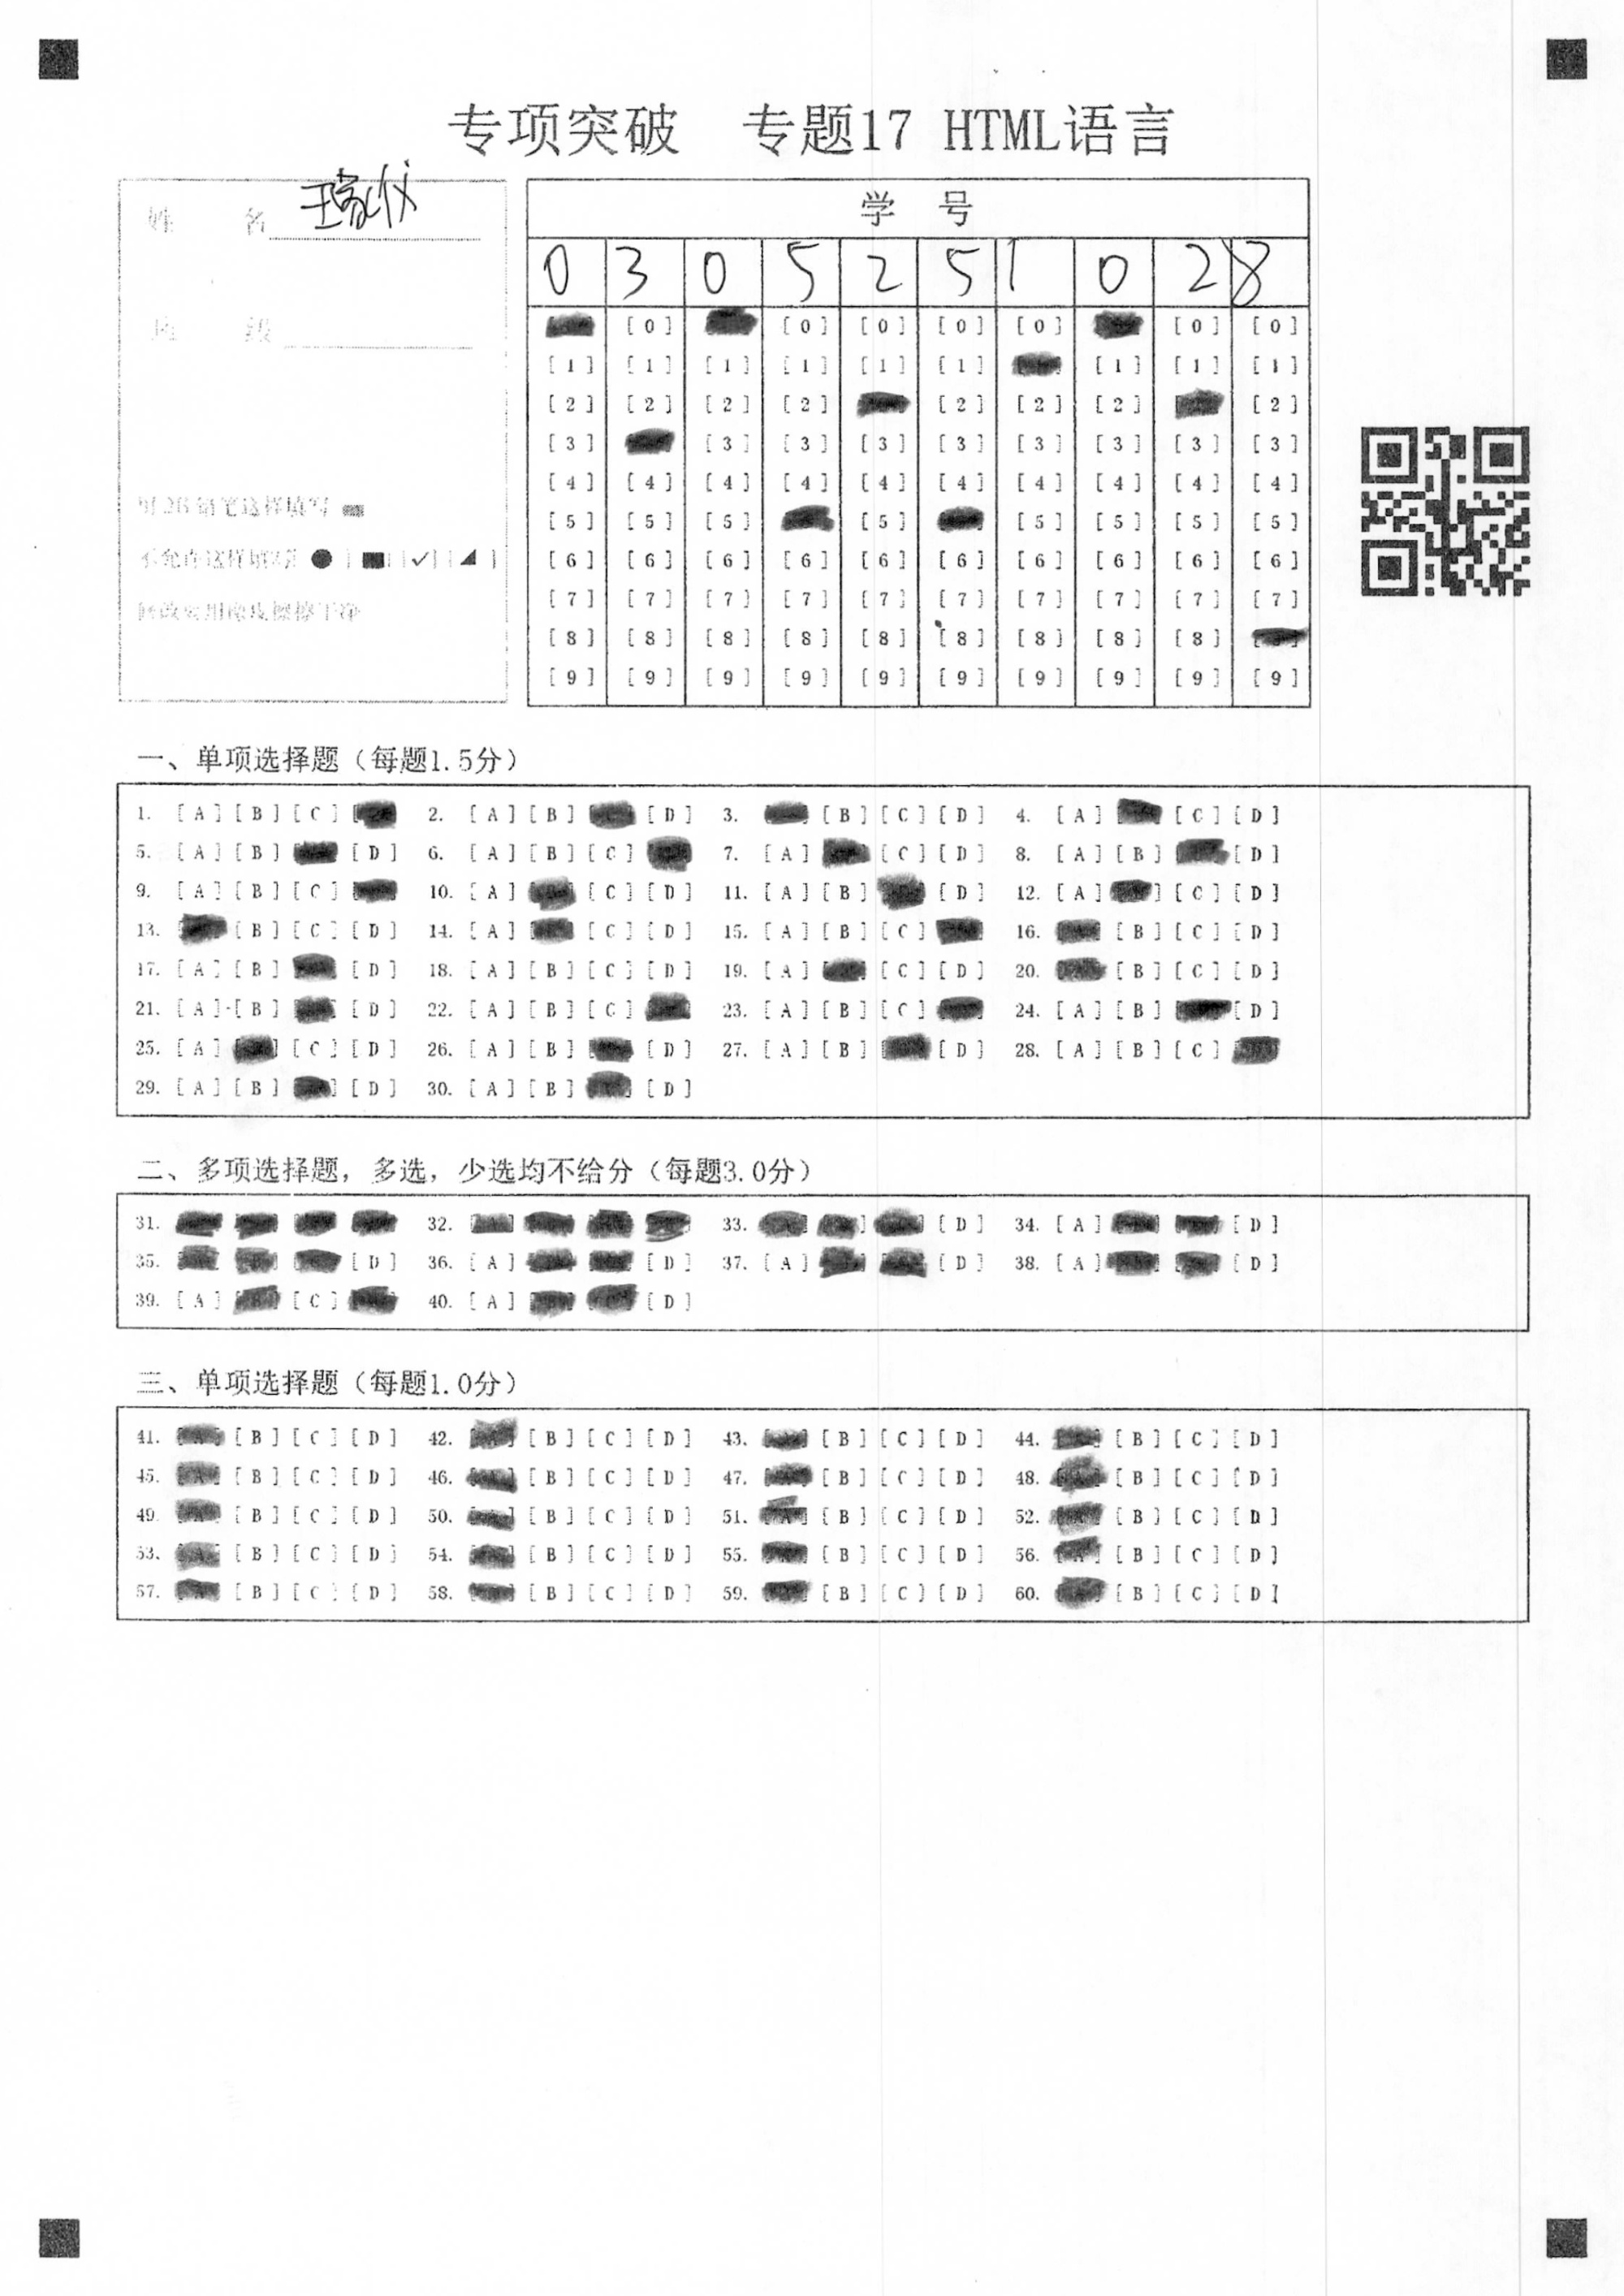 专项突破 专题17 HTML语言
姓 名 王
学 号
0 3 0 5 2 5 1 0 2 8
[0] [0] [0] [0] [0] [0] [0]
[1] [1] [1] [1] [1] [1] [1] [1] [1]
[2] [2] [2] [2] [2] [2] [2] [2]
[3] [3] [3] [3] [3] [3] [3] [3] [3]
[4] [4] [4] [4] [4] [4] [4] [4] [4] [4]
[5] [5] [5] [5] [5] [5] [5] [5]
[6] [6] [6] [6] [6] [6] [6] [6] [6] [6]
[7] [7] [7] [7] [7] [7] [7] [7] [7] [7]
[8] [8] [8] [8] [8] [8] [8] [8] [8]
[9] [9] [9] [9] [9] [9] [9] [9] [9] [9]
班 级
用2B铅笔这样填写
不允许这样填写
修改要用橡皮擦擦干净
一、单项选择题（每题1.5分）
1. [A] [B] [C] 2. [A] [B] [D] 3. [B] [C] [D] 4. [A] [C] [D]
5. [A] [B] [D] 6. [A] [B] [C] 7. [A] [C] [D] 8. [A] [B] [D]
9. [A] [B] [C] 10. [A] [C] [D] 11. [A] [B] [D] 12. [A] [C] [D]
13. [B] [C] [D] 14. [A] [C] [D] 15. [A] [B] [C] 16. [B] [C] [D]
17. [A] [B] [D] 18. [A] [B] [C] [D] 19. [A] [C] [D] 20. [B] [C] [D]
21. [A] [B] [D] 22. [A] [B] [C] 23. [A] [B] [C] 24. [A] [B] [D]
25. [A] [C] [D] 26. [A] [B] [D] 27. [A] [B] [D] 28. [A] [B] [C]
29. [A] [B] [D] 30. [A] [B] [D]
二、多项选择题，多选，少选均不给分（每题3.0分）
31. 32. 33. [D] 34. [A] [D]
35. [D] 36. [A] [D] 37. [A] [D] 38. [A] [D]
39. [A] [C] 40. [A] [D]
三、单项选择题（每题1.0分）
41. [B] [C] [D] 42. [B] [C] [D] 43. [B] [C] [D] 44. [B] [C] [D]
45. [B] [C] [D] 46. [B] [C] [D] 47. [B] [C] [D] 48. [B] [C] [D]
49. [B] [C] [D] 50. [B] [C] [D] 51. [B] [C] [D] 52. [B] [C] [D]
53. [B] [C] [D] 54. [B] [C] [D] 55. [B] [C] [D] 56. [B] [C] [D]
57. [B] [C] [D] 58. [B] [C] [D] 59. [B] [C] [D] 60. [B] [C] [D]